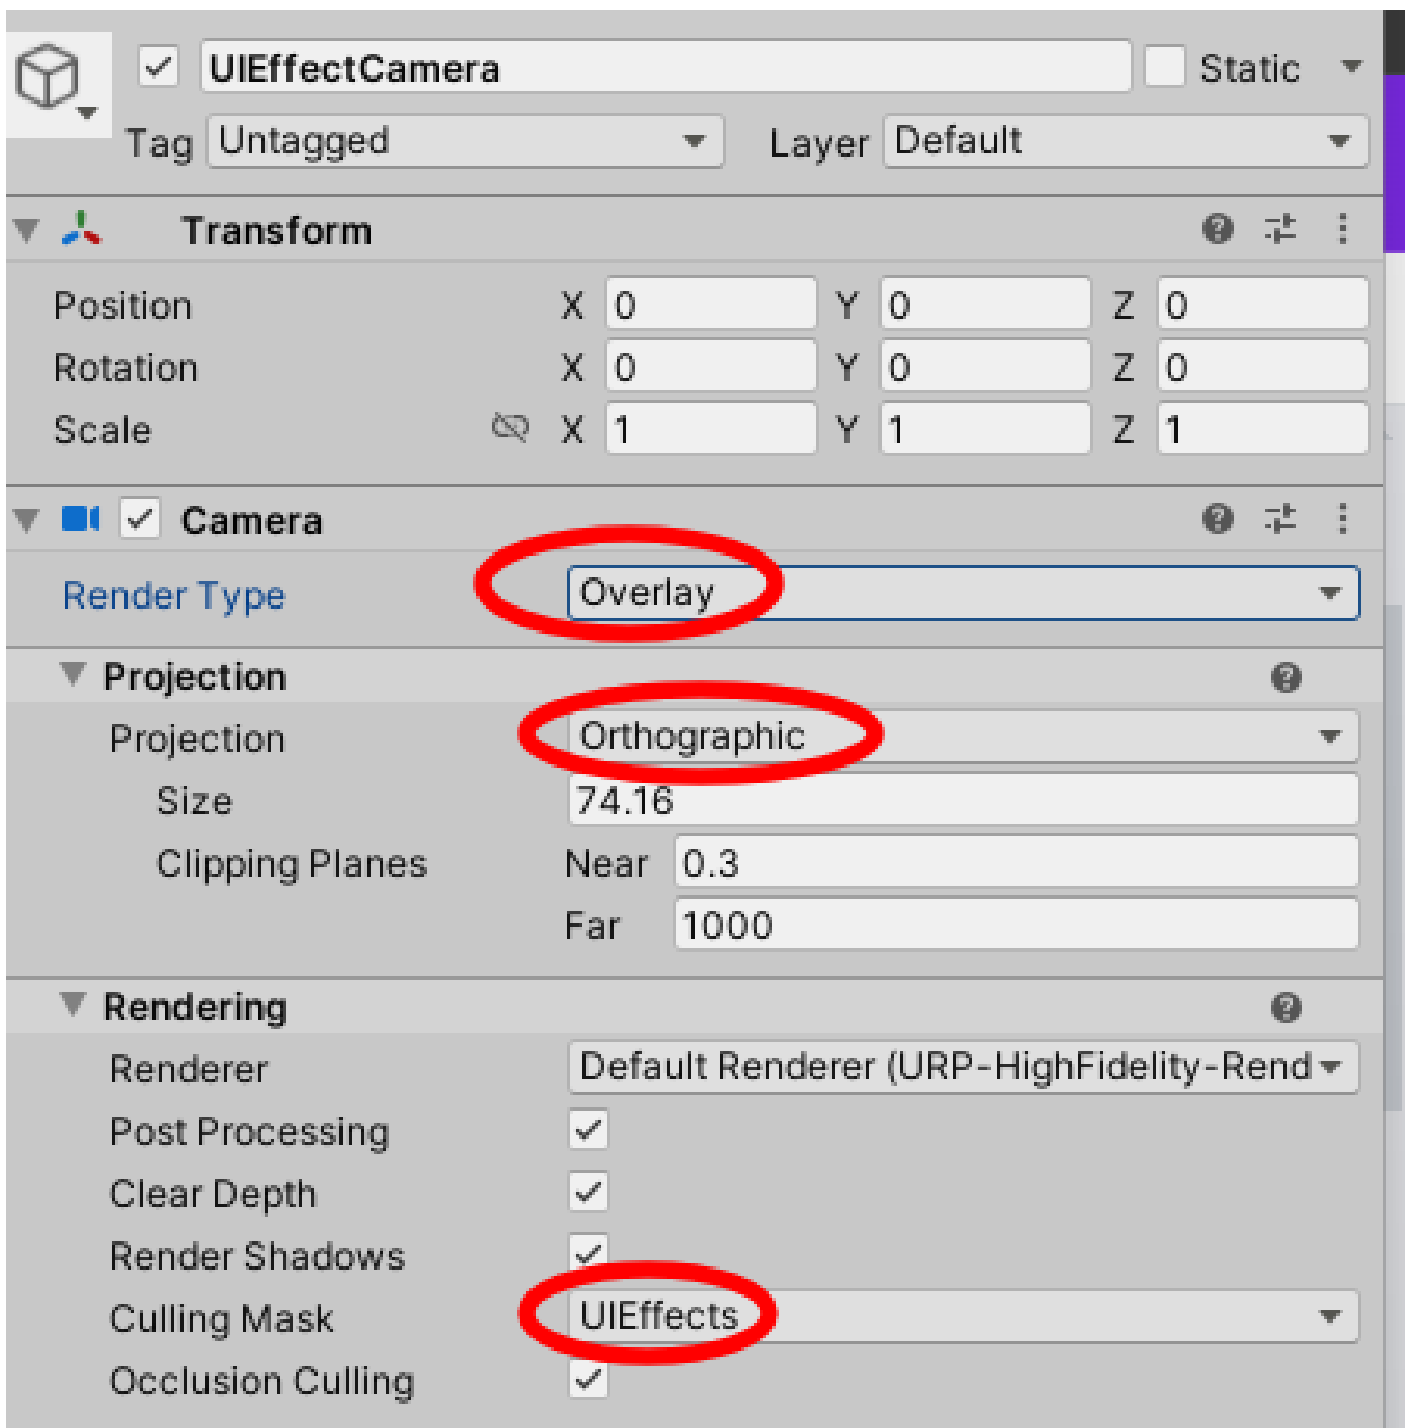 UIEffectCamera Static
Tag Untagged Layer Default
Transform
Position X 0 Y 0 Z 0
Rotation X 0 Y 0 Z 0
Scale X 1 Y 1 Z 1
Camera
Render Type Overlay
Projection
Projection Orthographic
Size 74.16
Clipping Planes Near 0.3
Far 1000
Rendering
Renderer Default Renderer (URP-HighFidelity-Rend
Post Processing
Clear Depth
Render Shadows
Culling Mask UIEffects
Occlusion Culling